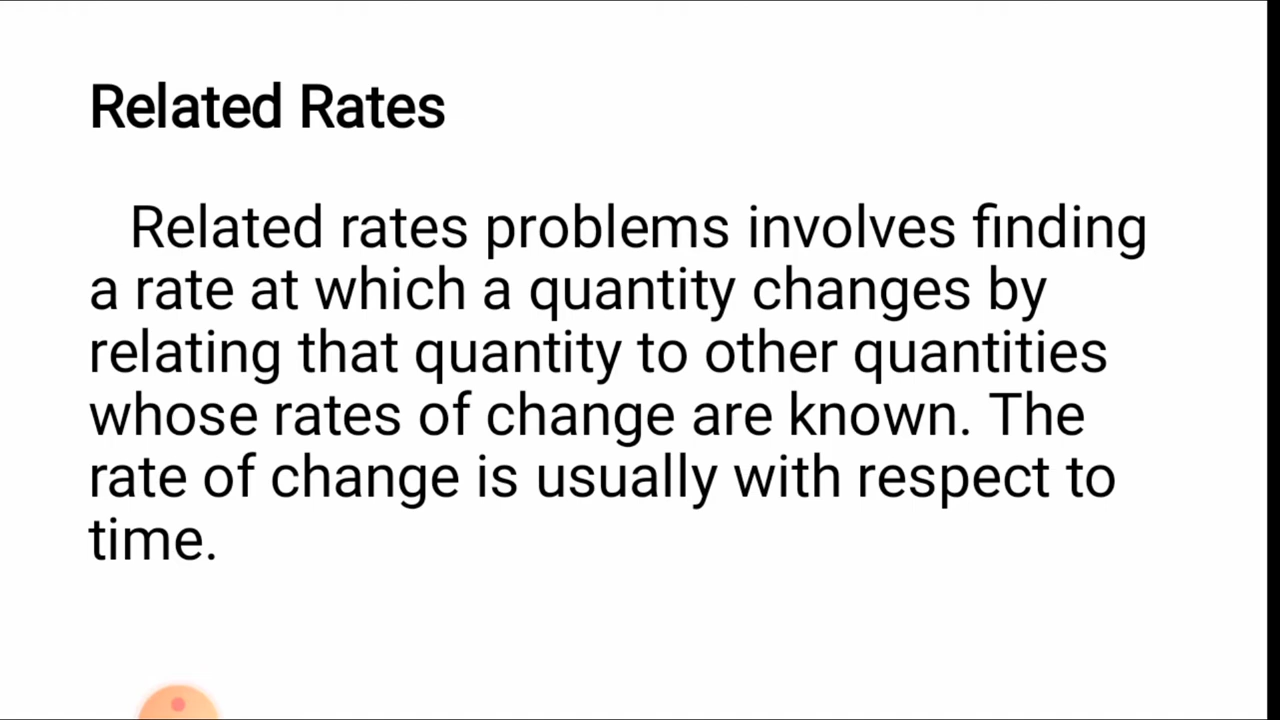 Related Rates
Related rates problems involves finding
a rate at which a quantity changes by
relating that quantity to other quantities
whose rates of change are known. The
rate of change is usually with respect to
time.